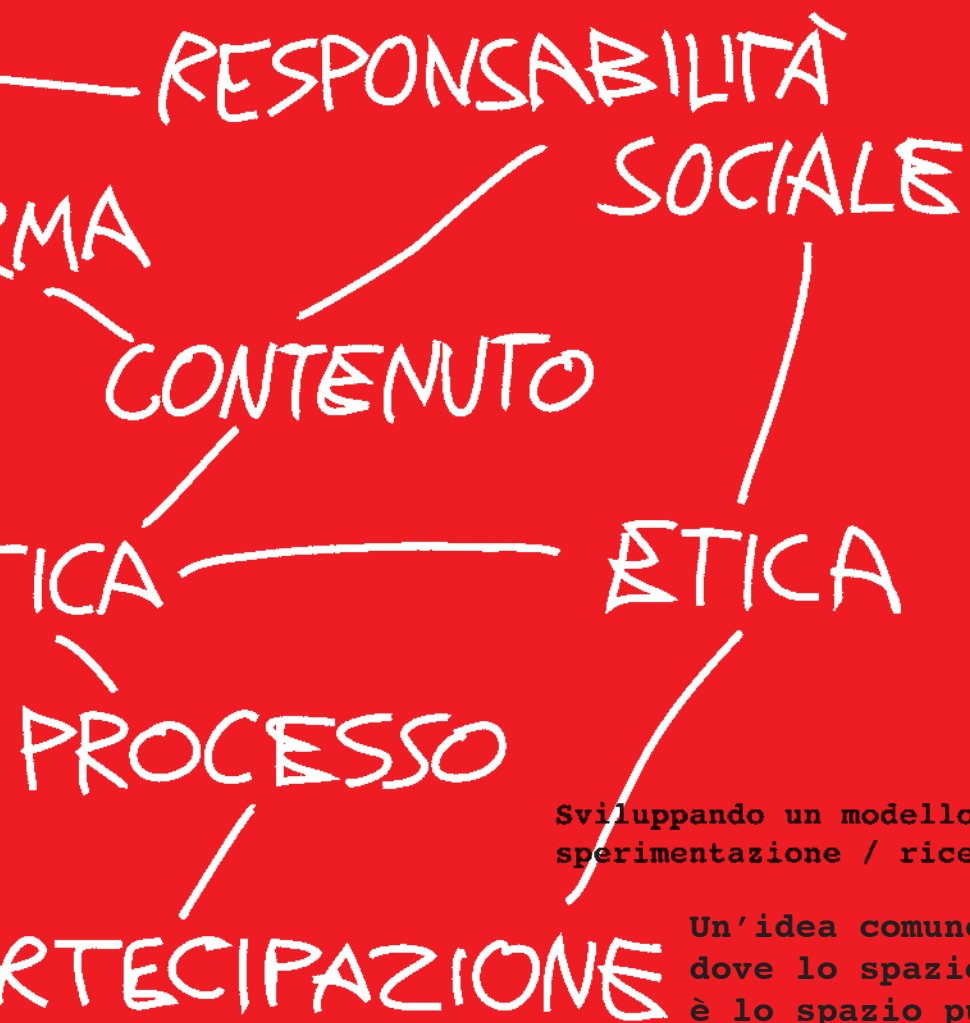 RESPONSABILITÀ
SOCIALE
RMA
CONTENUTO
TICA
ETICA
PROCESSO
Sviluppando un modello
sperimentazione / rice
RTECIPAZIONE
Un'idea comune
dove lo spazio
è lo spazio pu